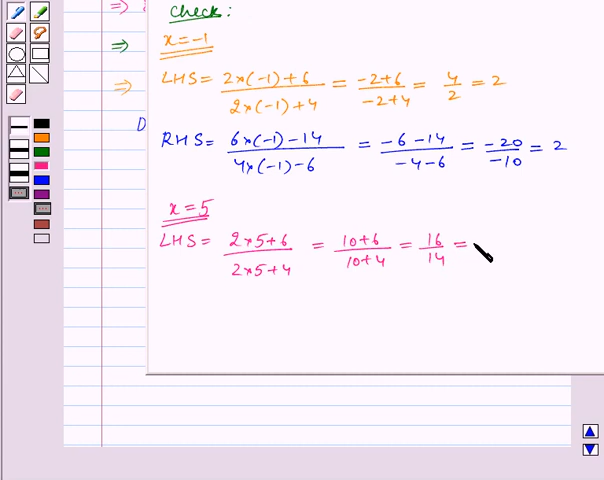 ⇒
Check:
⇒ x = -1
⇒ LHS = (2×(-1)+6)/(2×(-1)+4) = (-2+6)/(-2+4) = 4/2 = 2
D
RHS = (6×(-1)-14)/(4×(-1)-6) = (-6-14)/(-4-6) = -20/-10 = 2
x = 5
LHS = (2×5+6)/(2×5+4) = (10+6)/(10+4) = 16/14 =